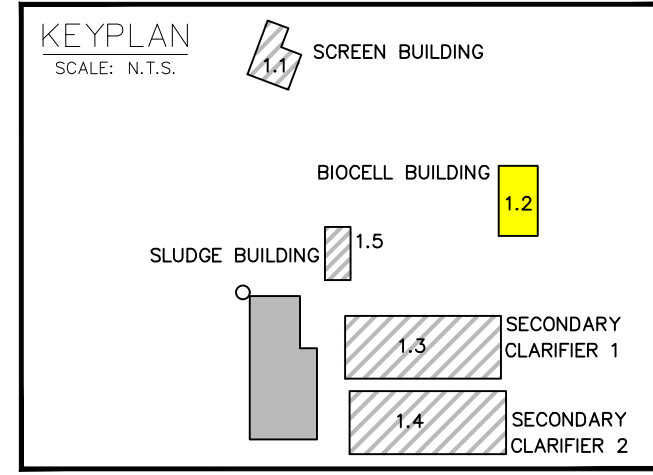 KEYPLAN
SCALE: N.T.S.
1.1
SCREEN BUILDING
BIOCELL BUILDING
1.2
SLUDGE BUILDING
1.5
1.3
SECONDARY
CLARIFIER 1
1.4
SECONDARY
CLARIFIER 2